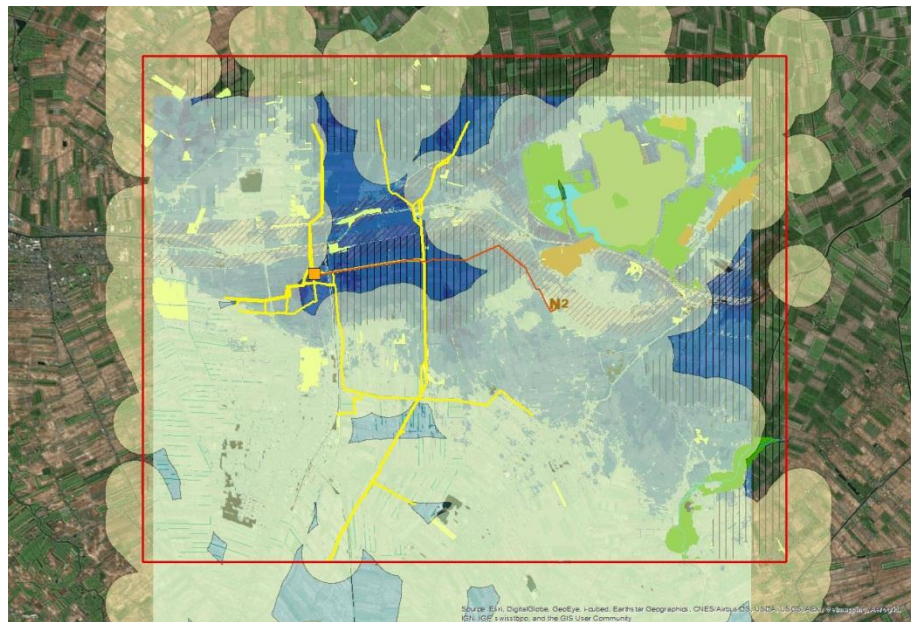 N2
Source: Esri, DigitalGlobe, GeoEye, i-cubed, Earthstar Geographics, CNES/Airbus DS, USDA, USGS, AEX,
IGN, IGP, swisstopo, and the GIS User Community